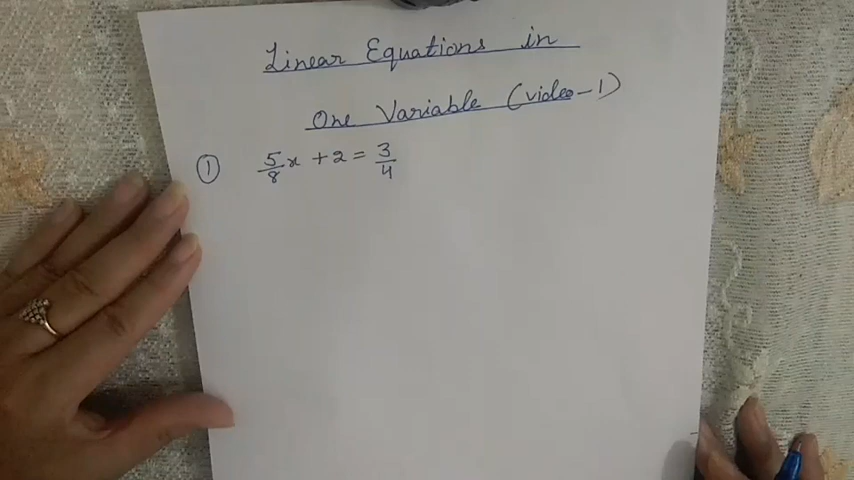 Linear Equations in
One Variable (video-1)
① 5/8 x + 2 = 3/4